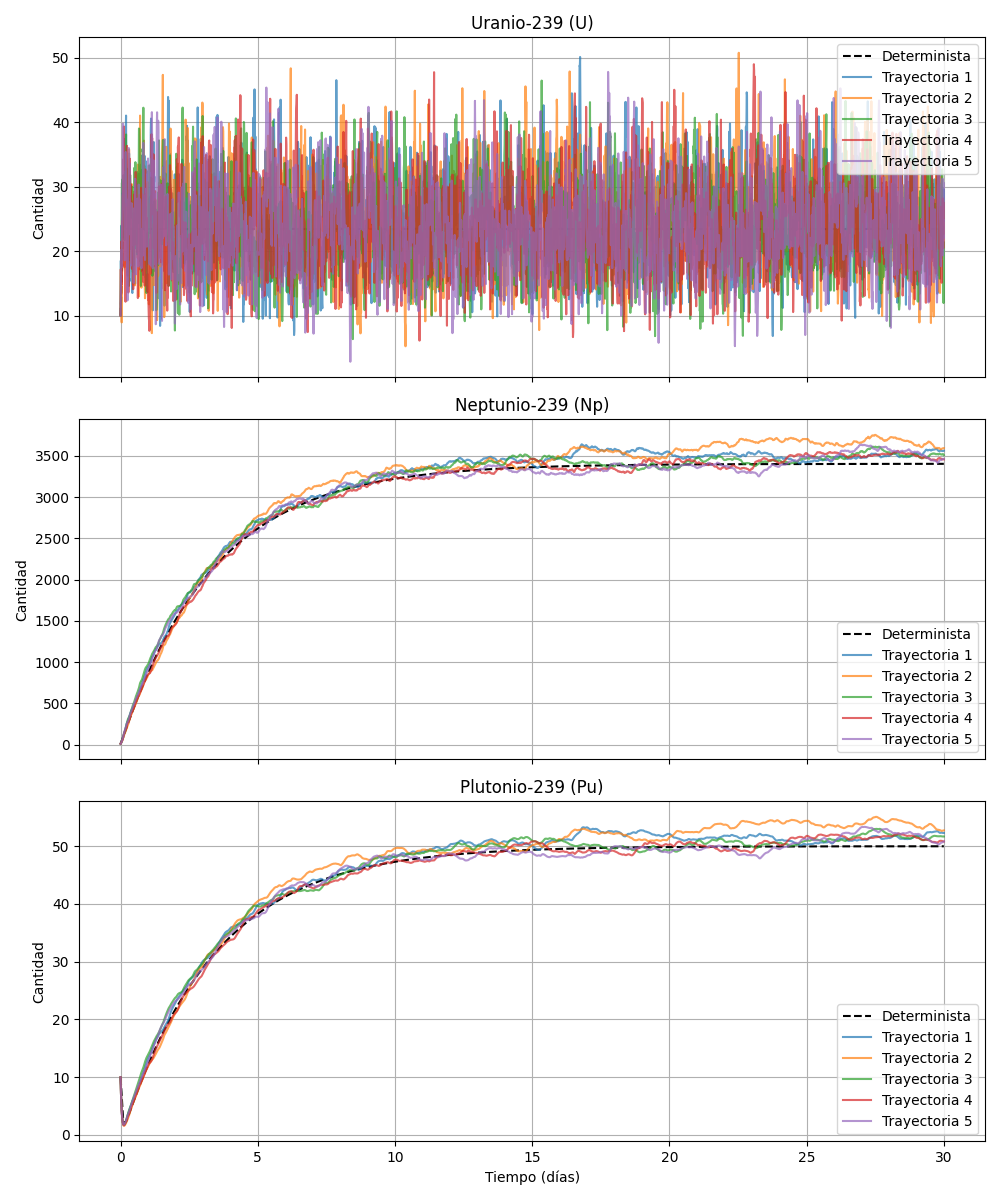 Uranio-239 (U)
50
40
30
20
10
Cantidad
Determinista
Trayectoria 1
Trayectoria 2
Trayectoria 3
Trayectoria 4
Trayectoria 5
Neptunio-239 (Np)
3500
3000
2500
2000
1500
1000
500
0
Cantidad
Determinista
Trayectoria 1
Trayectoria 2
Trayectoria 3
Trayectoria 4
Trayectoria 5
Plutonio-239 (Pu)
50
40
30
20
10
0
Cantidad
Determinista
Trayectoria 1
Trayectoria 2
Trayectoria 3
Trayectoria 4
Trayectoria 5
0 5 10 15 20 25 30
Tiempo (días)